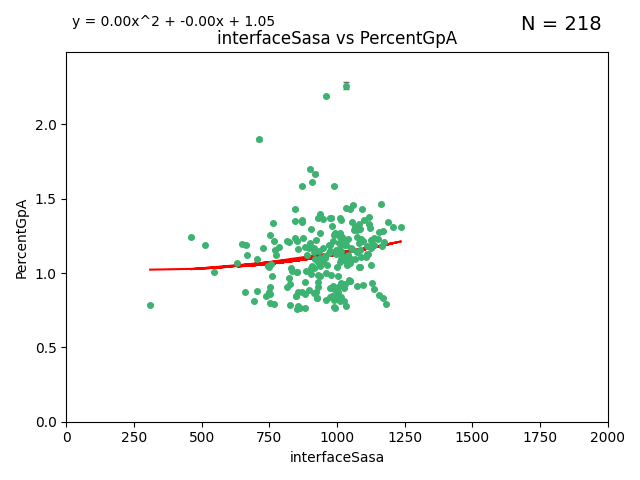 y = 0.00x^2 + -0.00x + 1.05
N = 218
interfaceSasa vs PercentGpA
PercentGpA
2.0
1.5
1.0
0.5
0.0
0 250 500 750 1000 1250 1500 1750 2000
interfaceSasa